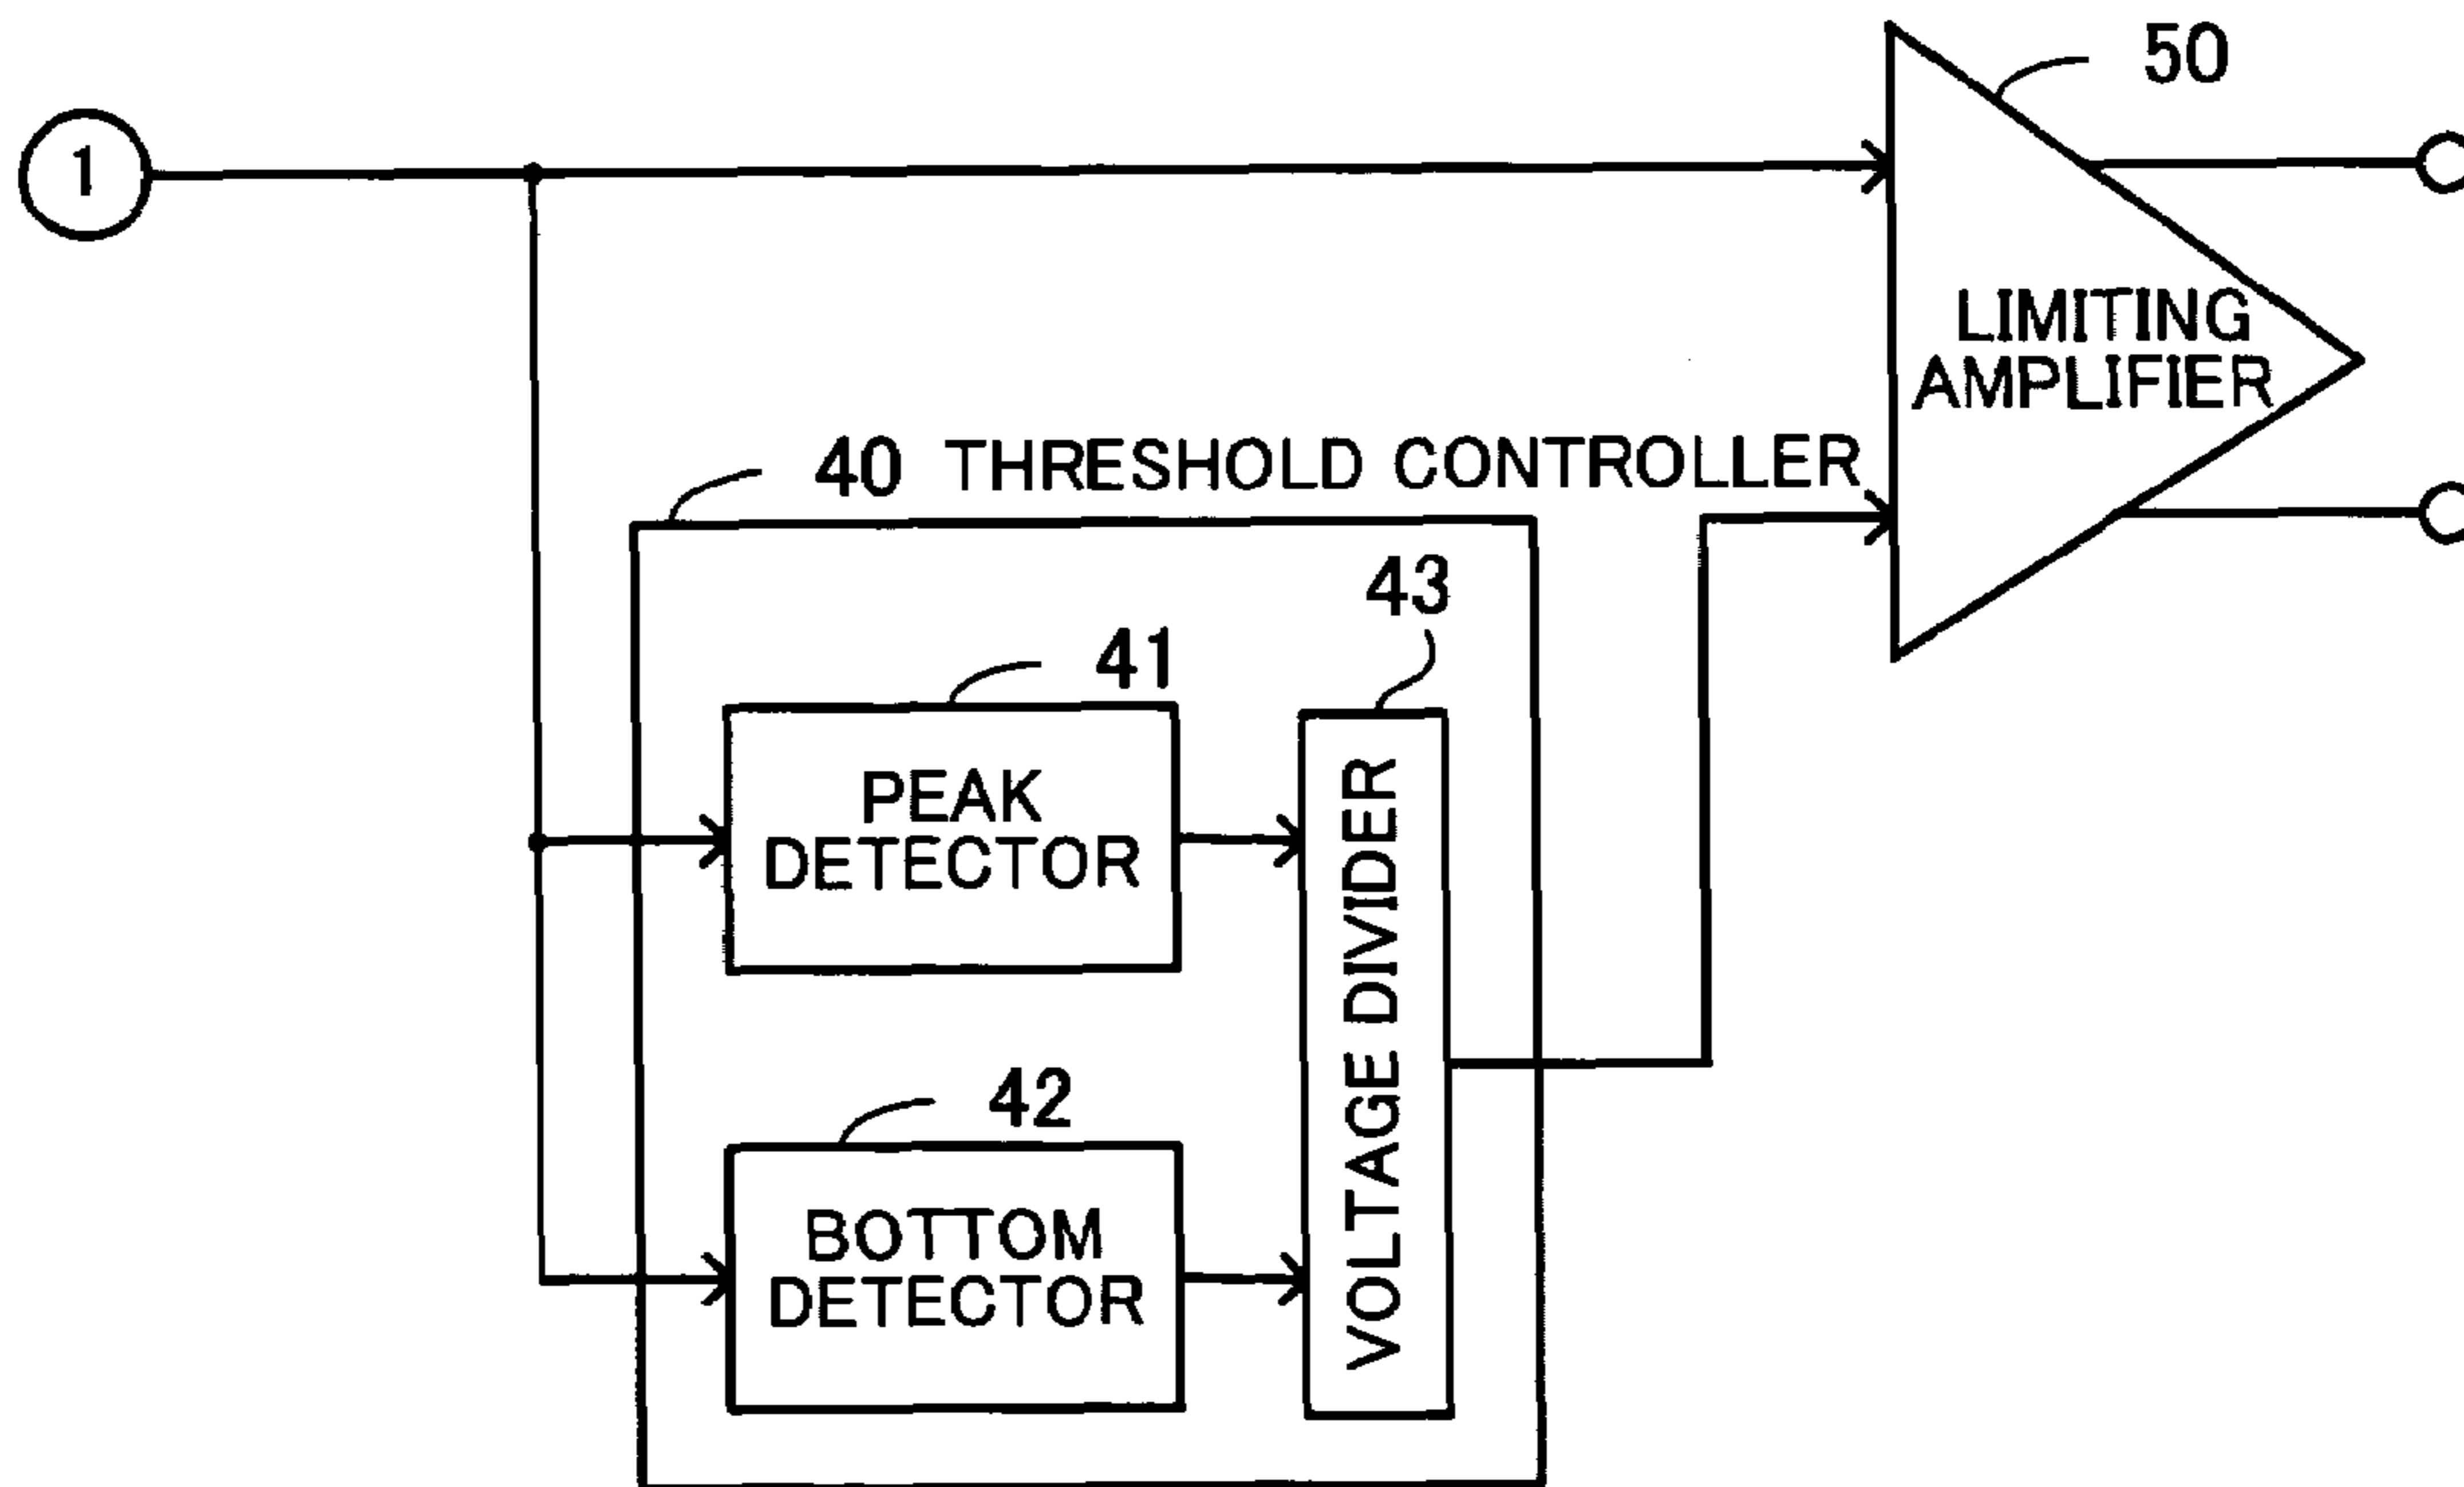 50
1
LIMITING
AMPLIFIER
40 THRESHOLD CONTROLLER
43
41
PEAK
DETECTOR
VOLTAGE DIVIDER
42
BOTTOM
DETECTOR